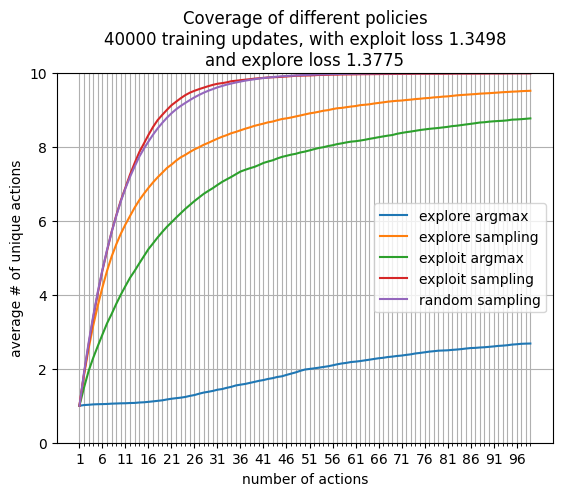 Coverage of different policies
40000 training updates, with exploit loss 1.3498
and explore loss 1.3775
average # of unique actions
10
8
6
4
2
0
explore argmax
explore sampling
exploit argmax
exploit sampling
random sampling
1 6 11 16 21 26 31 36 41 46 51 56 61 66 71 76 81 86 91 96
number of actions